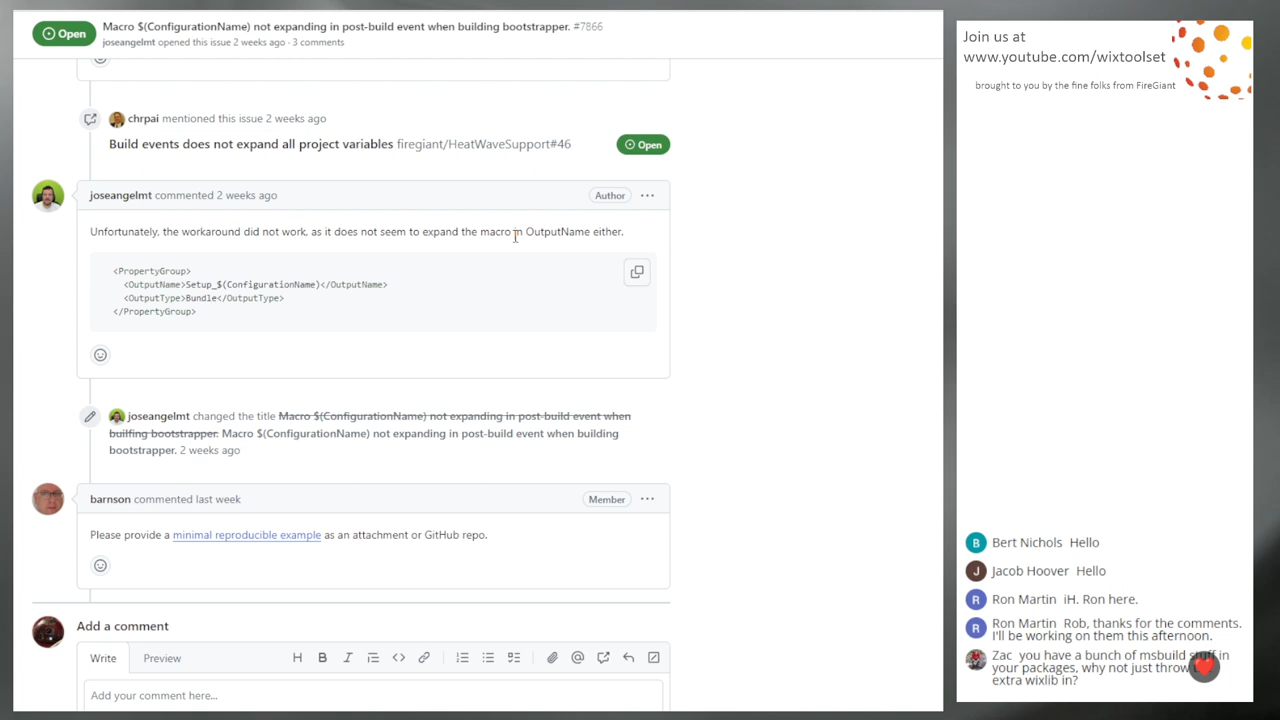 Open
Macro $(ConfigurationName) not expanding in post-build event when building bootstrapper. #7866
joseangelmt opened this issue 2 weeks ago · 3 comments
chrpai mentioned this issue 2 weeks ago
Build events does not expand all project variables firegiant/HeatWaveSupport#46
Open
joseangelmt commented 2 weeks ago
Author
Unfortunately, the workaround did not work, as it does not seem to expand the macro in OutputName either.
<PropertyGroup>
<OutputName>Setup_$(ConfigurationName)</OutputName>
<OutputType>Bundle</OutputType>
</PropertyGroup>
joseangelmt changed the title Macro $(ConfigurationName) not expanding in post-build event when
builfing bootstrapper. Macro $(ConfigurationName) not expanding in post-build event when building
bootstrapper. 2 weeks ago
barnson commented last week
Member
Please provide a minimal reproducible example as an attachment or GitHub repo.
Add a comment
Write
Preview
Add your comment here...
Join us at
www.youtube.com/wixtoolset
brought to you by the fine folks from FireGiant
B Bert Nichols Hello
J Jacob Hoover Hello
R Ron Martin iH. Ron here.
R Ron Martin Rob, thanks for the comments.
I'll be working on them this afternoon.
Zac you have a bunch of msbuild stuff in
your packages, why not just throw
extra wixlib in?